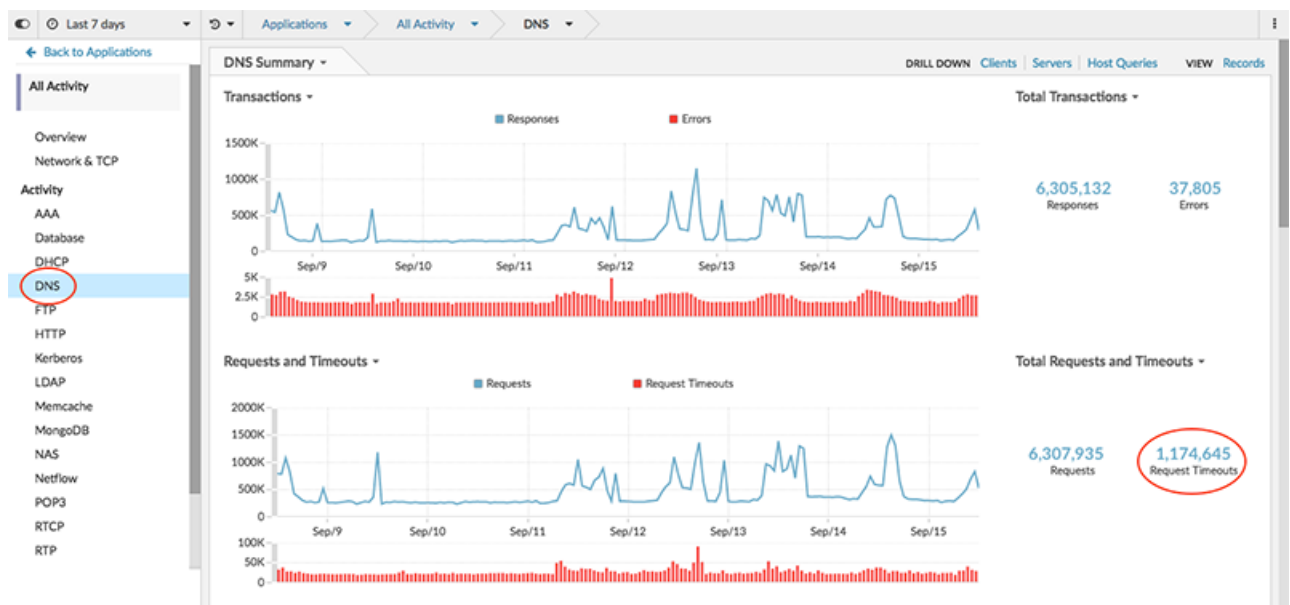 Last 7 days
Applications
All Activity
DNS
Back to Applications
All Activity
Overview
Network & TCP
Activity
AAA
Database
DHCP
DNS
FTP
HTTP
Kerberos
LDAP
Memcache
MongoDB
NAS
Netflow
POP3
RTCP
RTP
DNS Summary
DRILL DOWN Clients Servers Host Queries VIEW Records
Transactions
Responses Errors
1500K
1000K
500K
0
Sep/9 Sep/10 Sep/11 Sep/12 Sep/13 Sep/14 Sep/15
5K
2.5K
0
Total Transactions
6,305,132 37,805
Responses Errors
Requests and Timeouts
Requests Request Timeouts
2000K
1500K
1000K
500K
0
Sep/9 Sep/10 Sep/11 Sep/12 Sep/13 Sep/14 Sep/15
100K
50K
0
Total Requests and Timeouts
6,307,935 1,174,645
Requests Request Timeouts